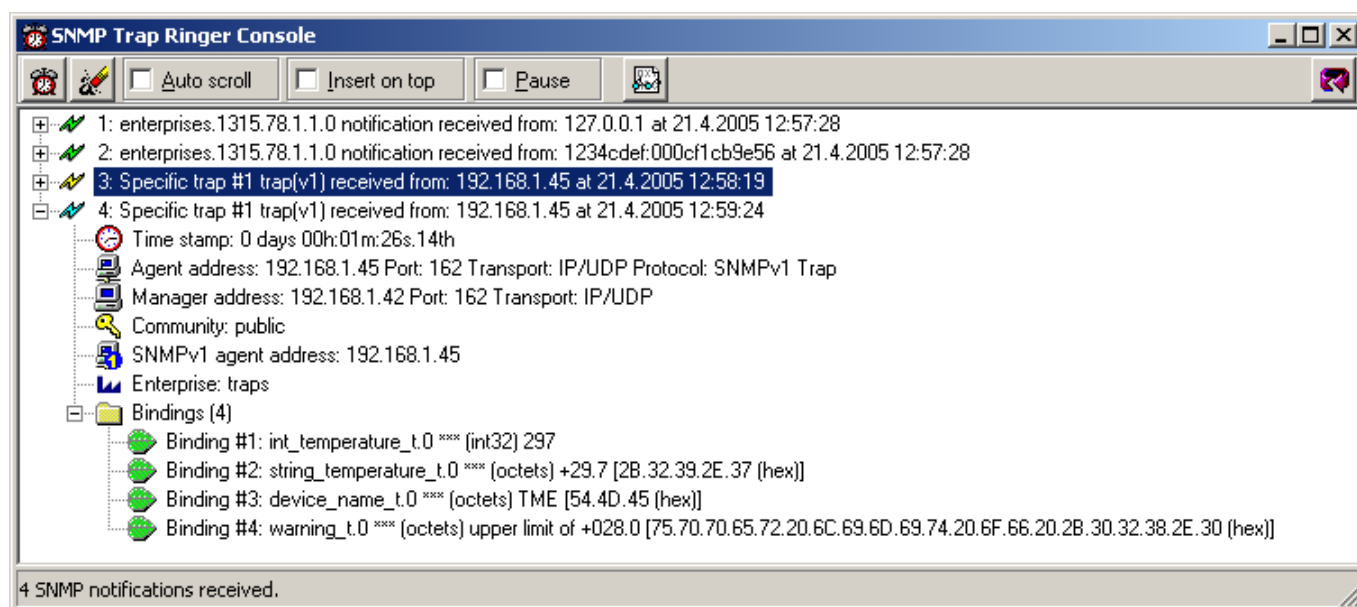 SNMP Trap Ringer Console
Auto scroll Insert on top Pause
1: enterprises.1315.78.1.1.0 notification received from: 127.0.0.1 at 21.4.2005 12:57:28
2: enterprises.1315.78.1.1.0 notification received from: 1234cdef:000cf1cb9e56 at 21.4.2005 12:57:28
3: Specific trap #1 trap(v1) received from: 192.168.1.45 at 21.4.2005 12:58:19
4: Specific trap #1 trap(v1) received from: 192.168.1.45 at 21.4.2005 12:59:24
Time stamp: 0 days 00h:01m:26s.14th
Agent address: 192.168.1.45 Port: 162 Transport: IP/UDP Protocol: SNMPv1 Trap
Manager address: 192.168.1.42 Port: 162 Transport: IP/UDP
Community: public
SNMPv1 agent address: 192.168.1.45
Enterprise: traps
Bindings (4)
Binding #1: int_temperature_t.0 *** (int32) 297
Binding #2: string_temperature_t.0 *** (octets) +29.7 [2B.32.39.2E.37 (hex)]
Binding #3: device_name_t.0 *** (octets) TME [54.4D.45 (hex)]
Binding #4: warning_t.0 *** (octets) upper limit of +028.0 [75.70.70.65.72.20.6C.69.6D.69.74.20.6F.66.20.2B.30.32.38.2E.30 (hex)]
4 SNMP notifications received.